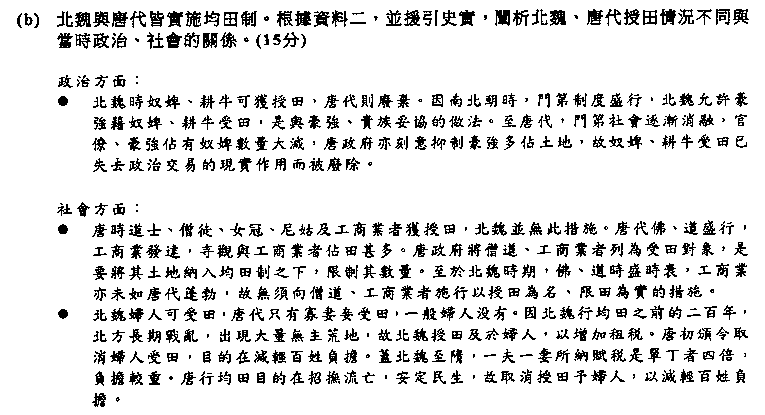 (b) 北魏與唐代皆實施均田制。根據資料二,並援引史實,闡析北魏、唐代授田情況不同與
當時政治、社會的關係。(15分)
政治方面:
● 北魏時奴婢、耕牛可獲授田,唐代則廢棄。因南北朝時,門第制度盛行,北魏允許豪
強藉奴婢、耕牛受田,是與豪強、貴族妥協的做法。至唐代,門第社會逐漸消融,官
僚、豪強佔有奴婢數量大減,唐政府亦刻意抑制豪強多佔土地,故奴婢、耕牛受田已
失去政治交易的現實作用而被廢除。
社會方面:
● 唐時道士、僧徒、女冠、尼姑及工商業者獲授田,北魏並無此措施。唐代佛、道盛行,
工商業發達,寺觀與工商業者佔田甚多。唐政府將僧道、工商業者列為受田對象,是
要將其土地納入均田制之下,限制其數量。至於北魏時期,佛、道時盛時衰,工商業
亦未如唐代蓬勃,故無須向僧道、工商業者施行以授田為名、限田為實的措施。
● 北魏婦人可受田,唐代只有寡妻妾受田,一般婦人没有。因北魏行均田之前的二百年,
北方長期戰亂,出現大量無主荒地,故北魏授田及於婦人,以增加租税。唐初頒令取
消婦人受田,目的在減輕百姓負擔。蓋北魏至隋,一夫一妻所納賦稅是單丁者四倍,
負擔較重。唐行均田目的在招撫流亡,安定民生,故取消授田予婦人,以減輕百姓負
擔。